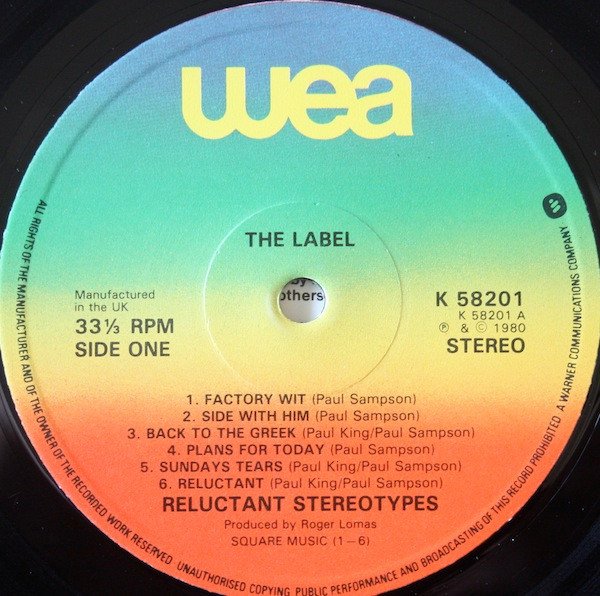 wea
THE LABEL
Manufactured
in the UK
33⅓ RPM
SIDE ONE
by
others
K 58201
K 58201 A
℗ & © 1980
STEREO
1. FACTORY WIT (Paul Sampson)
2. SIDE WITH HIM (Paul Sampson)
3. BACK TO THE GREEK (Paul King/Paul Sampson)
4. PLANS FOR TODAY (Paul Sampson)
5. SUNDAYS TEARS (Paul King/Paul Sampson)
6. RELUCTANT (Paul King/Paul Sampson)
RELUCTANT STEREOTYPES
Produced by Roger Lomas
SQUARE MUSIC (1–6)
ALL RIGHTS OF THE MANUFACTURER AND OF THE OWNER OF THE RECORDED WORK RESERVED UNAUTHORISED COPYING, PUBLIC PERFORMANCE AND BROADCASTING OF THIS RECORD PROHIBITED A WARNER COMMUNICATIONS COMPANY